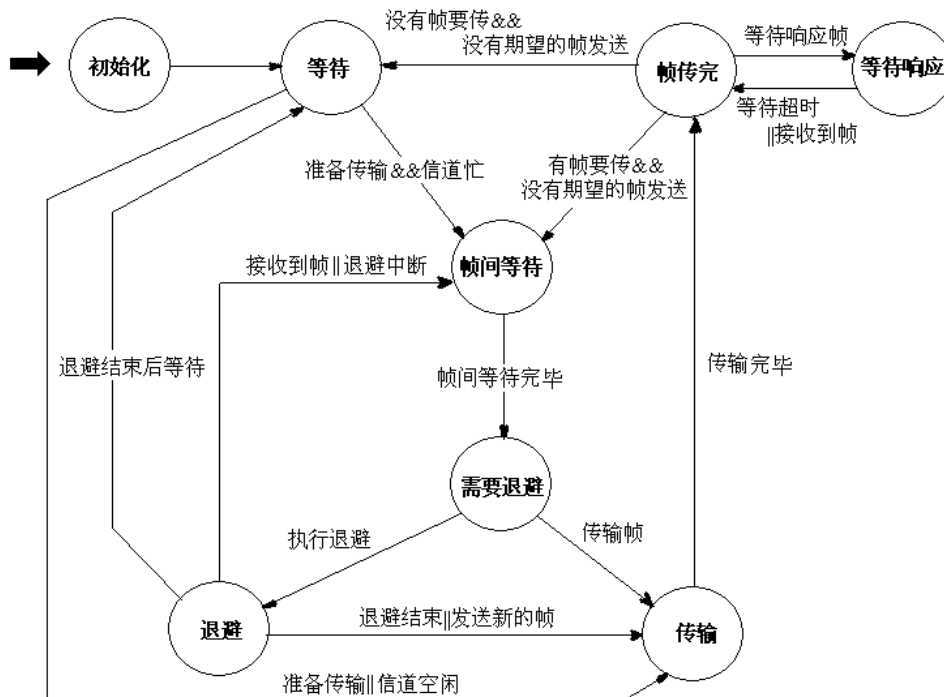 没有帧要传&&
没有期望的帧发送
等待响应帧
初始化
等待
帧传完
等待响应
等待超时
||接收到帧
准备传输&&信道忙
有帧要传&&
没有期望的帧发送
接收到帧||退避中断
帧间等待
退避结束后等待
帧间等待完毕
传输完毕
需要退避
执行退避
传输帧
退避
退避结束||发送新的帧
传输
准备传输||信道空闲